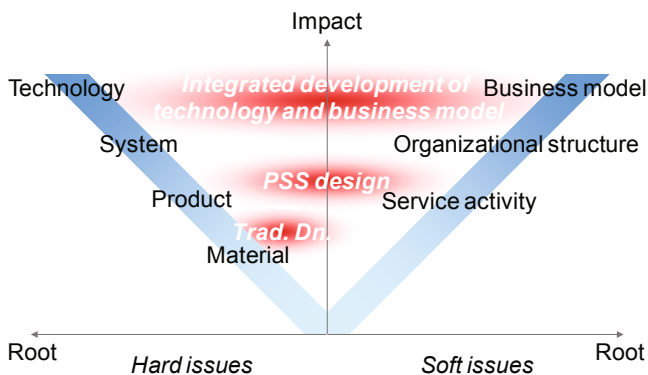 Impact
Technology
Integrated development of
technology and business model
Business model
System
Organizational structure
PSS design
Product
Service activity
Trad. Dn.
Material
Root
Hard issues
Soft issues
Root